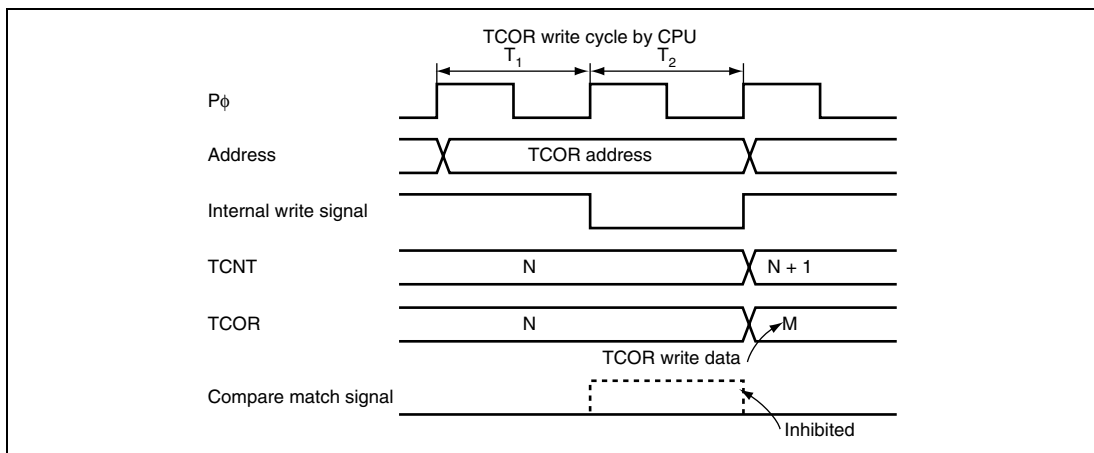 TCOR write cycle by CPU
T1 T2
Pφ
Address TCOR address
Internal write signal
TCNT N N + 1
TCOR N M
TCOR write data
Compare match signal
Inhibited